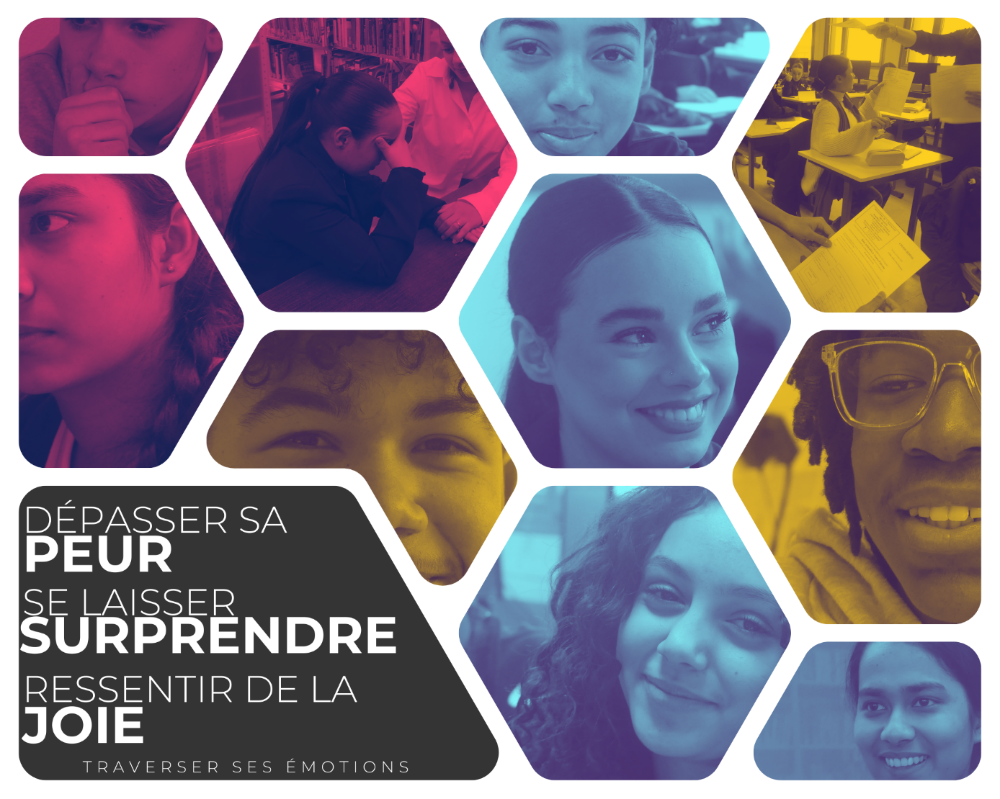 DÉPASSER SA
PEUR
SE LAISSER
SURPRENDRE
RESSENTIR DE LA
JOIE
TRAVERSER SES ÉMOTIONS